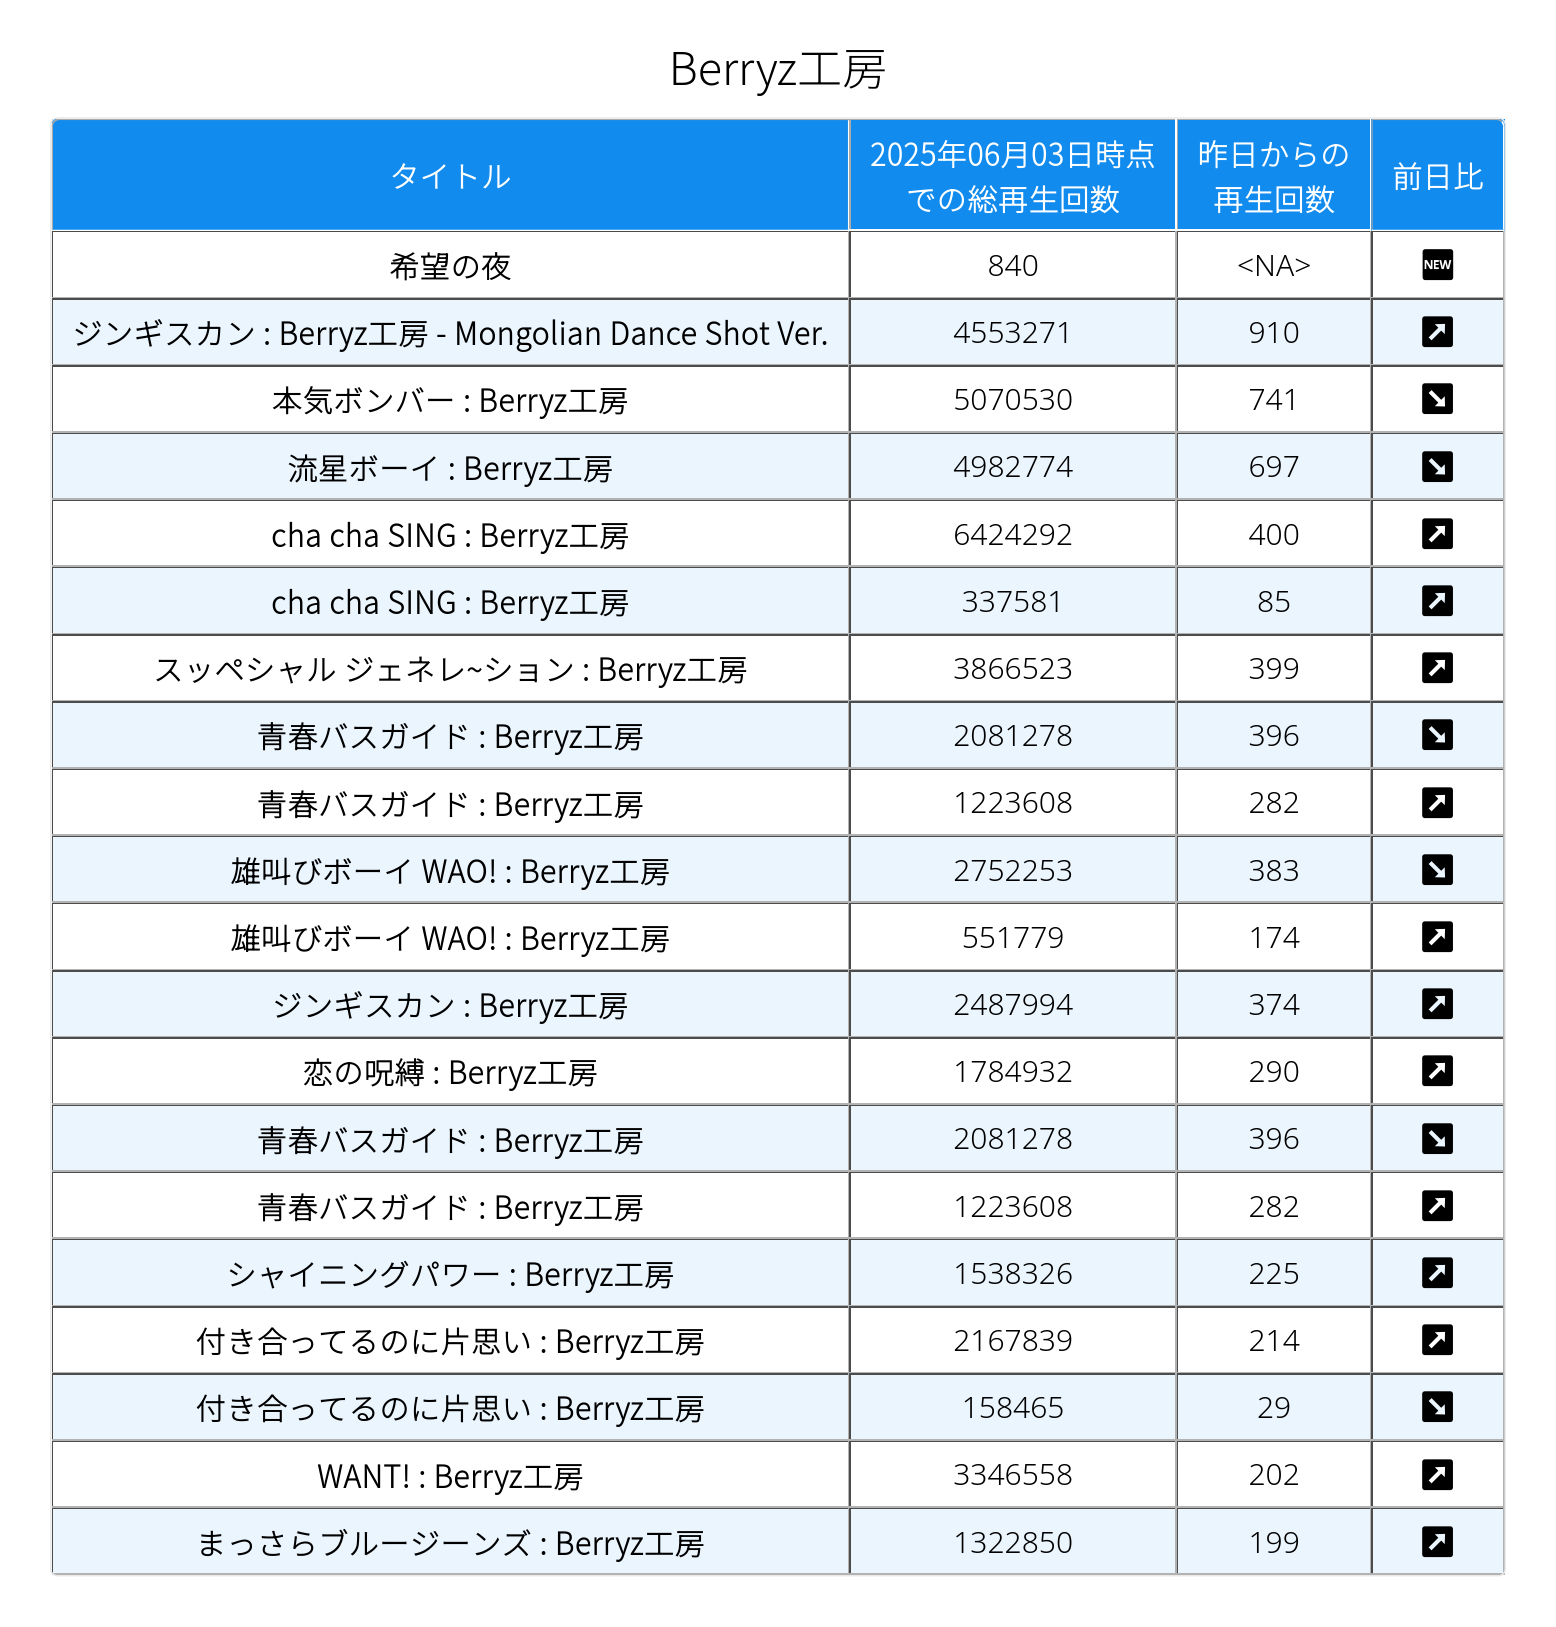 Berryz工房
タイトル 2025年06月03日時点での総再生回数 昨日からの再生回数 前日比
希望の夜 840 <NA> NEW
ジンギスカン : Berryz工房 - Mongolian Dance Shot Ver. 4553271 910 ↗
本気ボンバー : Berryz工房 5070530 741 ↘
流星ボーイ : Berryz工房 4982774 697 ↘
cha cha SING : Berryz工房 6424292 400 ↗
cha cha SING : Berryz工房 337581 85 ↗
スッペシャル ジェネレ~ション : Berryz工房 3866523 399 ↗
青春バスガイド : Berryz工房 2081278 396 ↘
青春バスガイド : Berryz工房 1223608 282 ↗
雄叫びボーイ WAO! : Berryz工房 2752253 383 ↘
雄叫びボーイ WAO! : Berryz工房 551779 174 ↗
ジンギスカン : Berryz工房 2487994 374 ↗
恋の呪縛 : Berryz工房 1784932 290 ↗
青春バスガイド : Berryz工房 2081278 396 ↘
青春バスガイド : Berryz工房 1223608 282 ↗
シャイニングパワー : Berryz工房 1538326 225 ↗
付き合ってるのに片思い : Berryz工房 2167839 214 ↗
付き合ってるのに片思い : Berryz工房 158465 29 ↘
WANT! : Berryz工房 3346558 202 ↗
まっさらブルージーンズ : Berryz工房 1322850 199 ↗